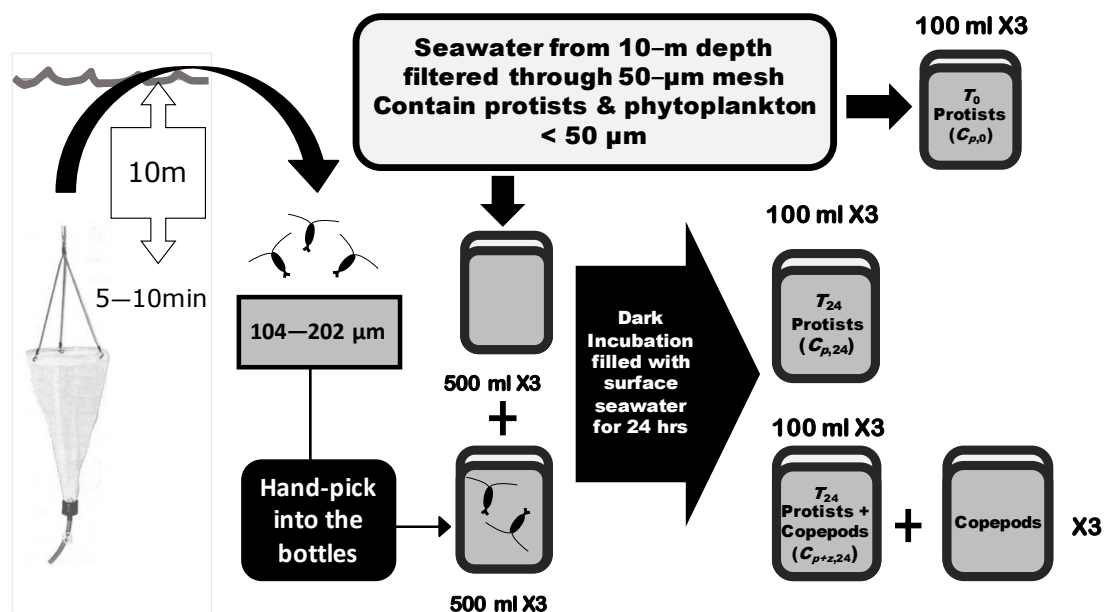 Seawater from 10–m depth
filtered through 50–µm mesh
Contain protists & phytoplankton
< 50 µm
100 ml X3
T0
Protists
(Cp,0)
10m
5—10min
104—202 µm
500 ml X3
+
Hand-pick
into the
bottles
500 ml X3
Dark
Incubation
filled with
surface
seawater
for 24 hrs
100 ml X3
T24
Protists
(Cp,24)
100 ml X3
T24
Protists +
Copepods
(Cp+z,24)
+
Copepods
X3